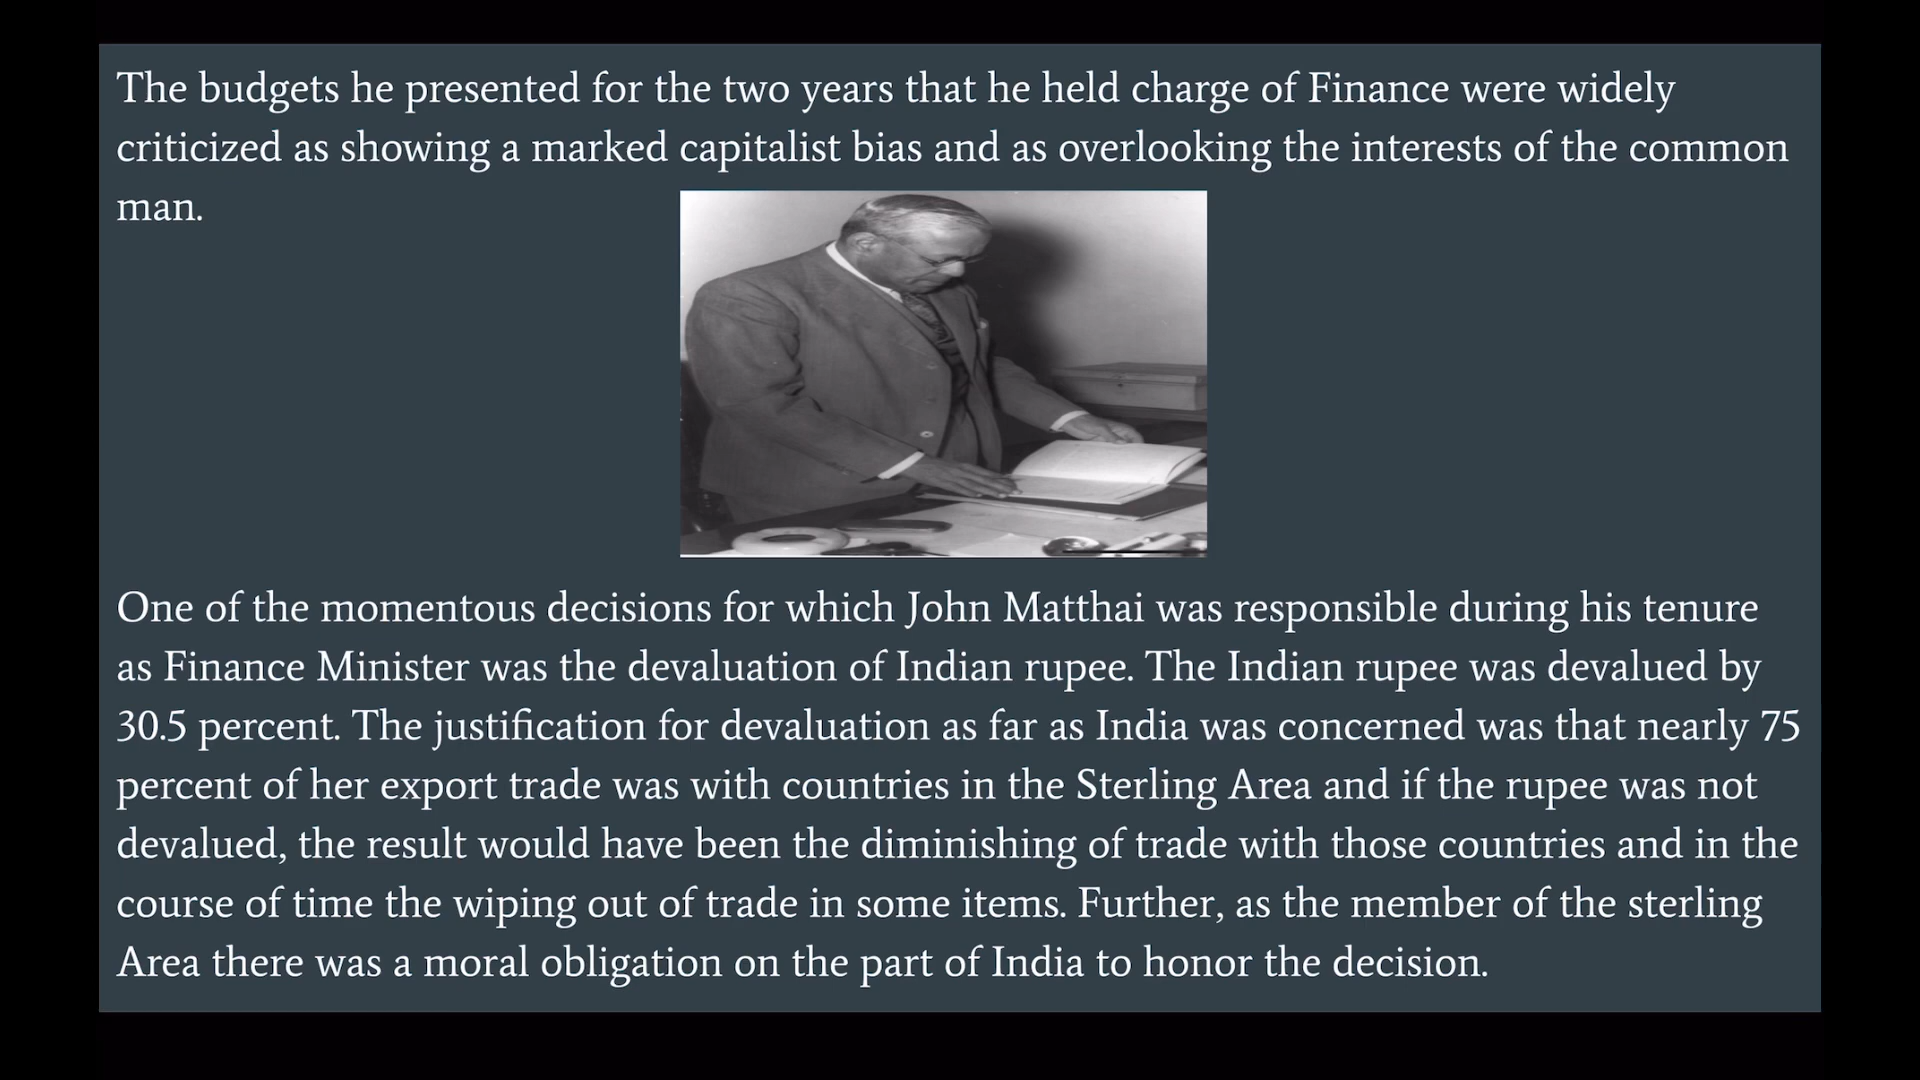 The budgets he presented for the two years that he held charge of Finance were widely
criticized as showing a marked capitalist bias and as overlooking the interests of the common
man.
One of the momentous decisions for which John Matthai was responsible during his tenure
as Finance Minister was the devaluation of Indian rupee. The Indian rupee was devalued by
30.5 percent. The justification for devaluation as far as India was concerned was that nearly 75
percent of her export trade was with countries in the Sterling Area and if the rupee was not
devalued, the result would have been the diminishing of trade with those countries and in the
course of time the wiping out of trade in some items. Further, as the member of the sterling
Area there was a moral obligation on the part of India to honor the decision.